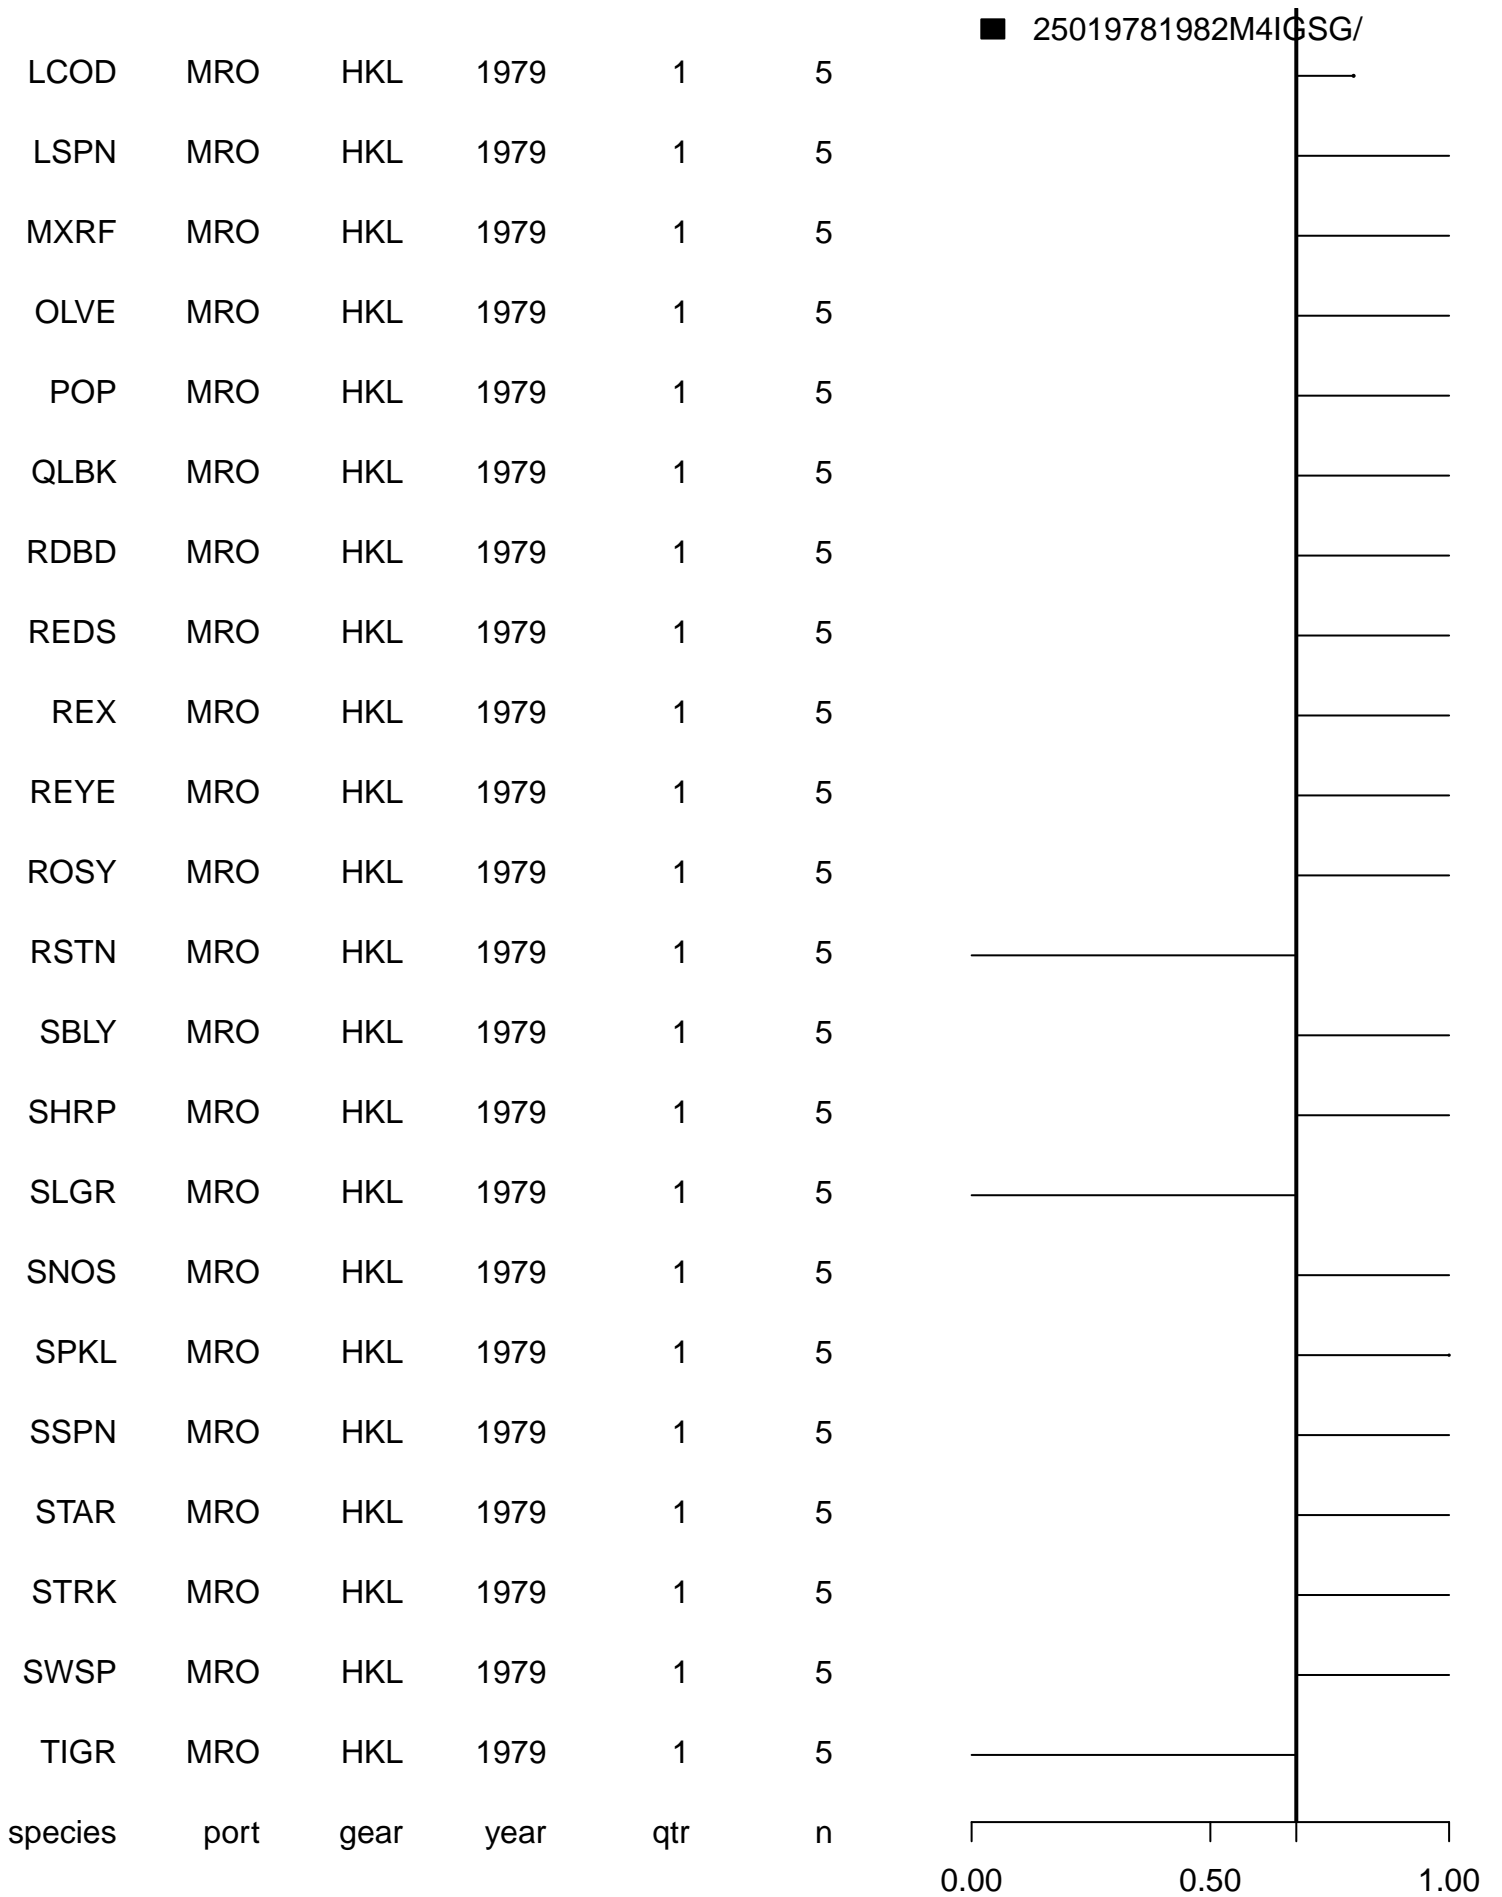 25019781982M4IGSG/
LCOD MRO HKL 1979 1 5
LSPN MRO HKL 1979 1 5
MXRF MRO HKL 1979 1 5
OLVE MRO HKL 1979 1 5
POP MRO HKL 1979 1 5
QLBK MRO HKL 1979 1 5
RDBD MRO HKL 1979 1 5
REDS MRO HKL 1979 1 5
REX MRO HKL 1979 1 5
REYE MRO HKL 1979 1 5
ROSY MRO HKL 1979 1 5
RSTN MRO HKL 1979 1 5
SBLY MRO HKL 1979 1 5
SHRP MRO HKL 1979 1 5
SLGR MRO HKL 1979 1 5
SNOS MRO HKL 1979 1 5
SPKL MRO HKL 1979 1 5
SSPN MRO HKL 1979 1 5
STAR MRO HKL 1979 1 5
STRK MRO HKL 1979 1 5
SWSP MRO HKL 1979 1 5
TIGR MRO HKL 1979 1 5
species port gear year qtr n
0.00 0.50 1.00